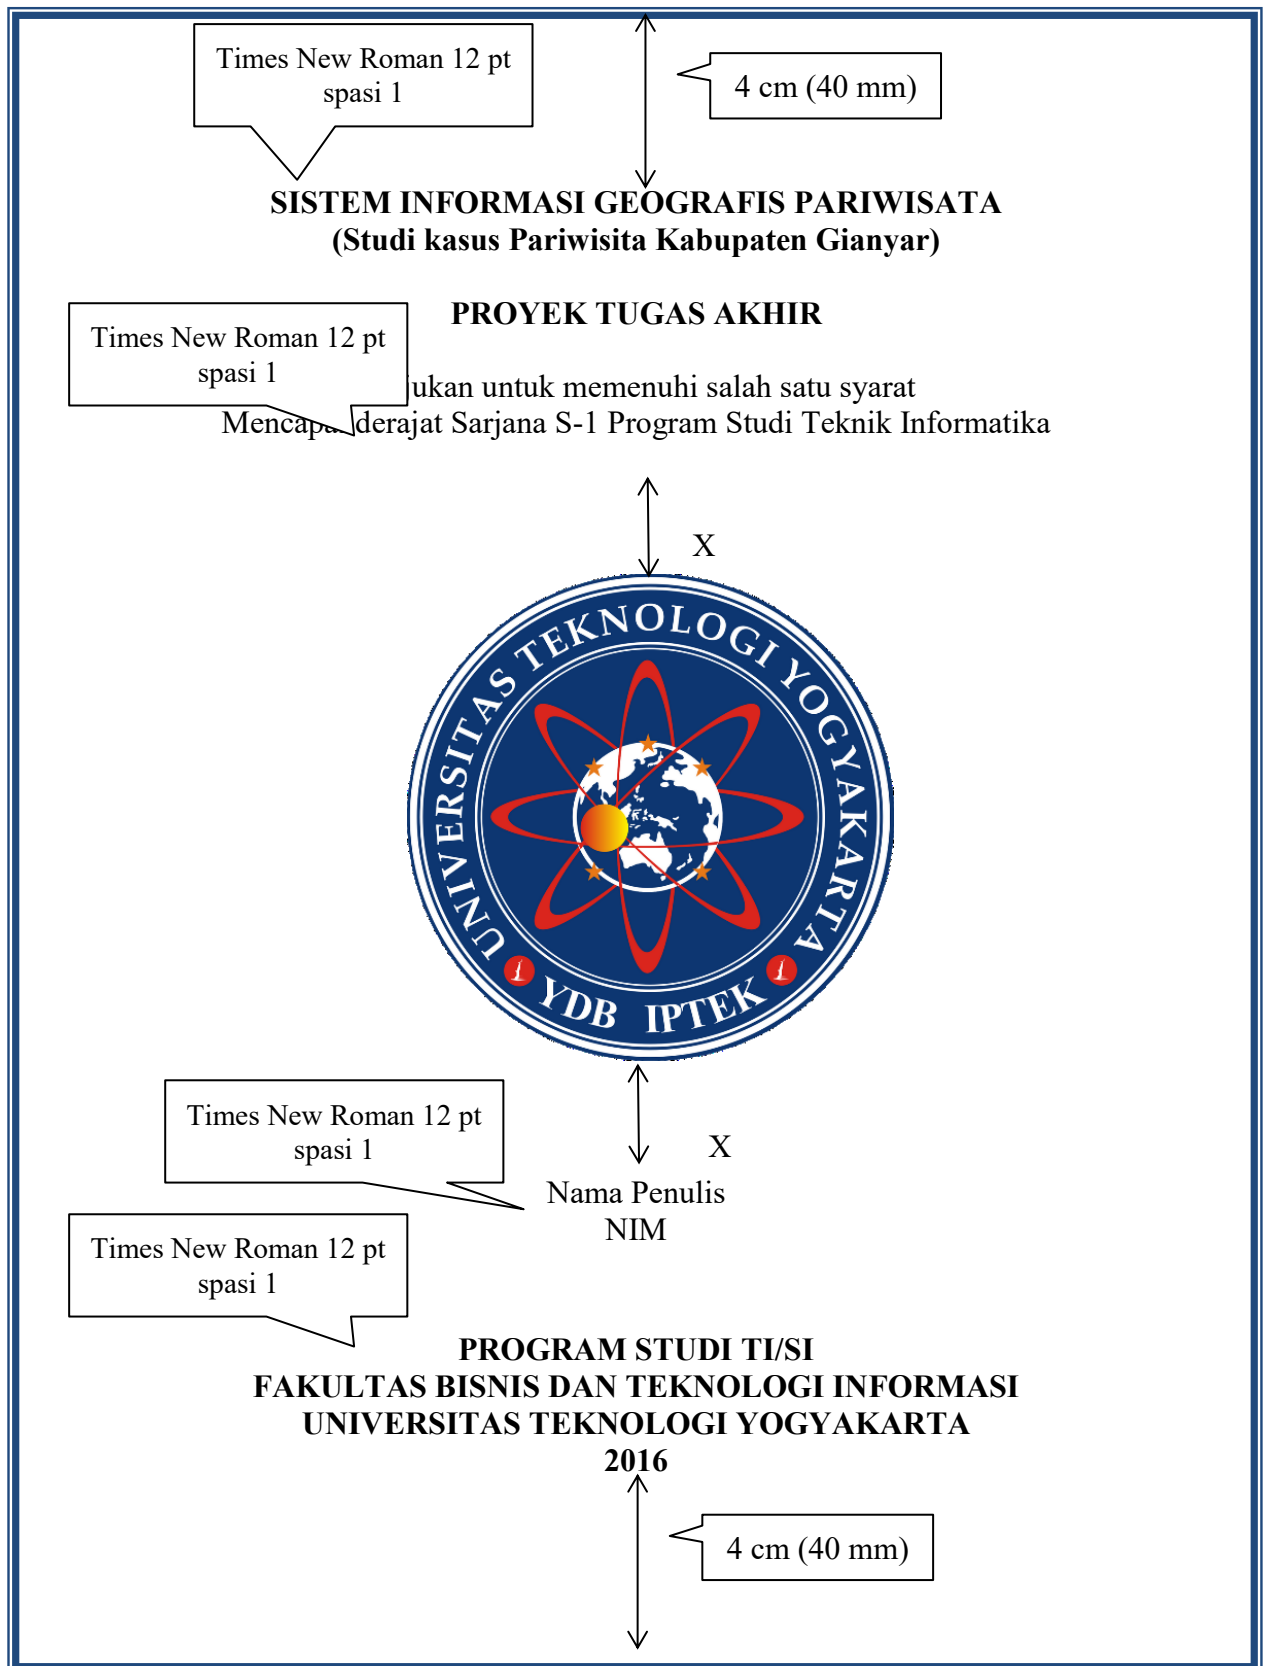 Times New Roman 12 pt
spasi 1
4 cm (40 mm)
SISTEM INFORMASI GEOGRAFIS PARIWISATA
(Studi kasus Pariwisita Kabupaten Gianyar)
PROYEK TUGAS AKHIR
Times New Roman 12 pt
spasi 1
untuk memenuhi salah satu syarat
derajat Sarjana S-1 Program Studi Teknik Informatika
X
UNIVERSITAS TEKNOLOGI YOGYAKARTA
YDB IPTEK
Times New Roman 12 pt
spasi 1
X
Nama Penulis
NIM
Times New Roman 12 pt
spasi 1
PROGRAM STUDI TI/SI
FAKULTAS BISNIS DAN TEKNOLOGI INFORMASI
UNIVERSITAS TEKNOLOGI YOGYAKARTA
2016
4 cm (40 mm)